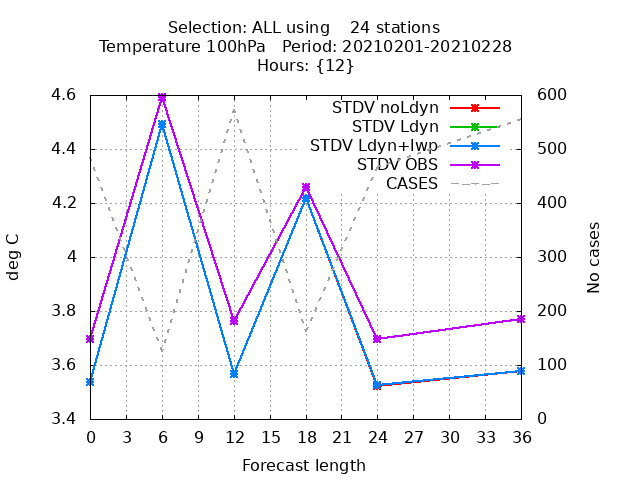 Selection: ALL using    24 stations
Temperature 100hPa   Period: 20210201-20210228
Hours: {12}
STDV noLdyn
STDV Ldyn
STDV Ldyn+lwp
STDV OBS
CASES
4.6
4.4
4.2
4
3.8
3.6
3.4
deg C
600
500
400
300
200
100
0
No cases
0 3 6 9 12 15 18 21 24 27 30 33 36
Forecast length